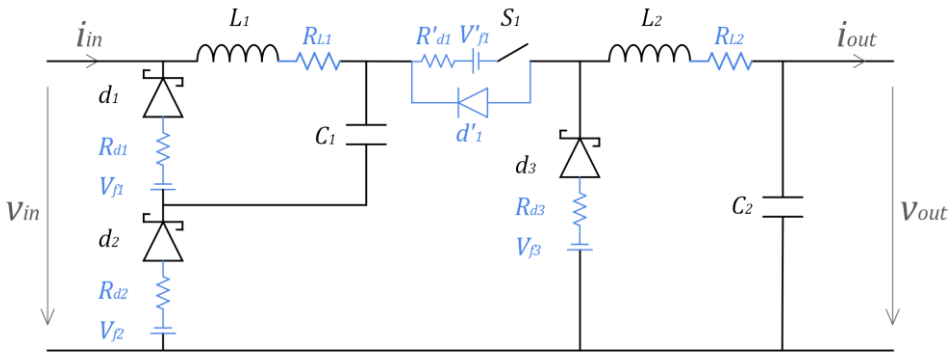 L1
S1
L2
iin
RL1
R'd1
V'f1
RL2
iout
d1
d'1
C1
Rd1
d3
Vf1
Rd3
C2
vin
vout
d2
Vf3
Rd2
Vf2